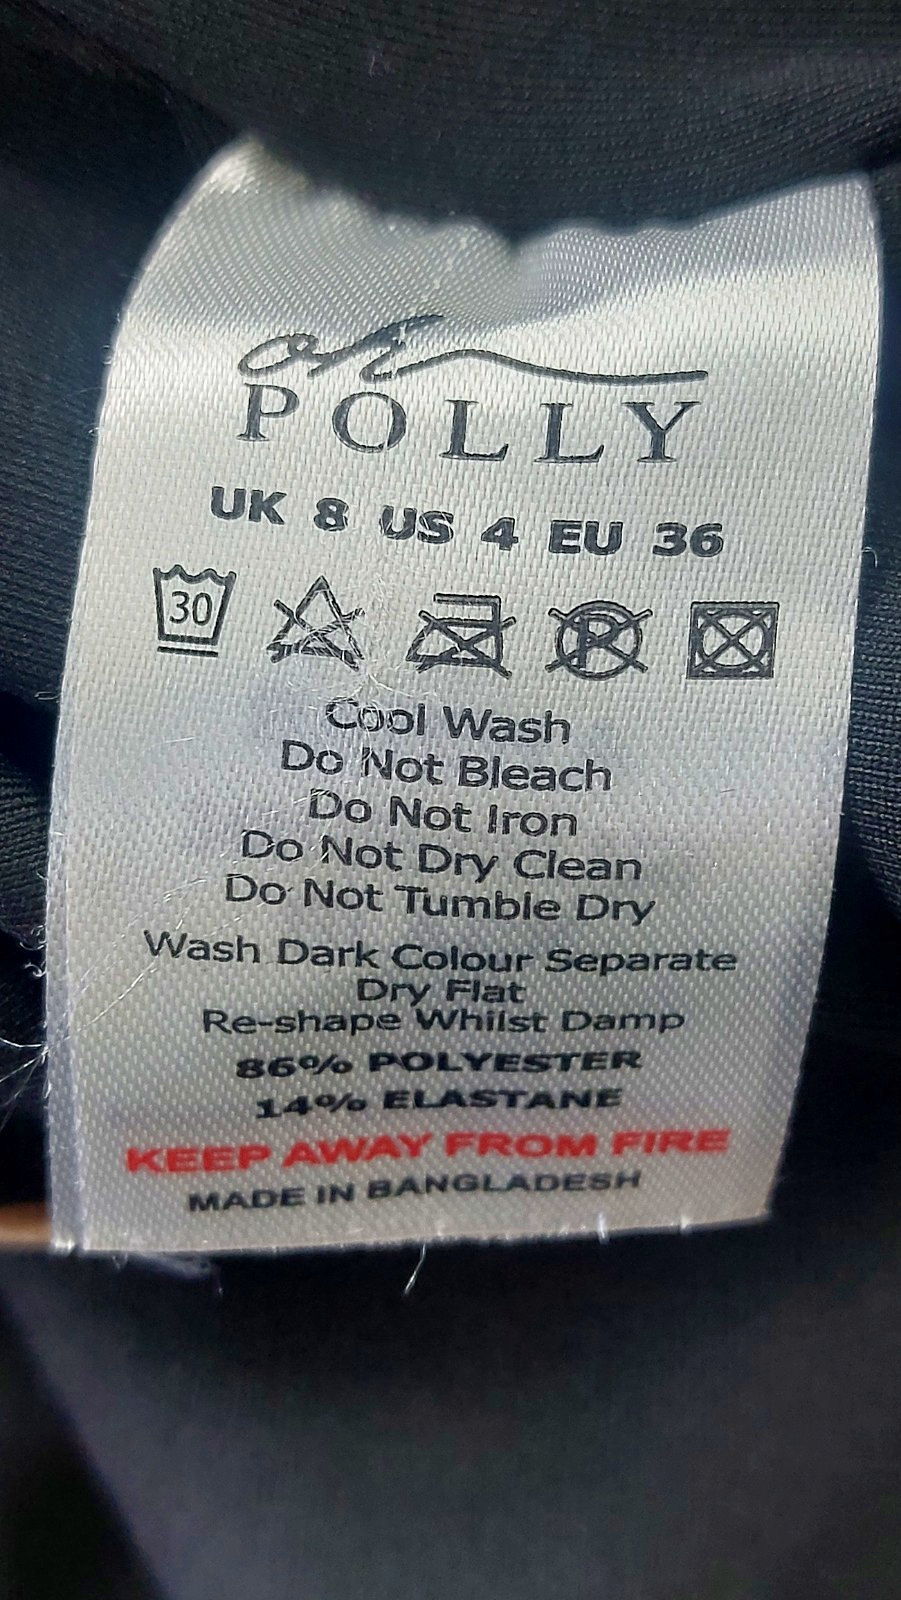 oh
POLLY
UK 8 US 4 EU 36
30 P
Cool Wash
Do Not Bleach
Do Not Iron
Do Not Dry Clean
Do Not Tumble Dry
Wash Dark Colour Separate
Dry Flat
Re-shape Whilst Damp
86% POLYESTER
14% ELASTANE
KEEP AWAY FROM FIRE
MADE IN BANGLADESH